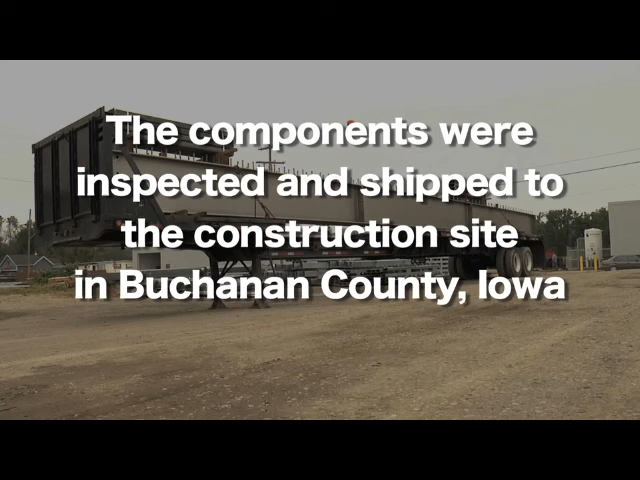 The components were
inspected and shipped to
the construction site
in Buchanan County, Iowa